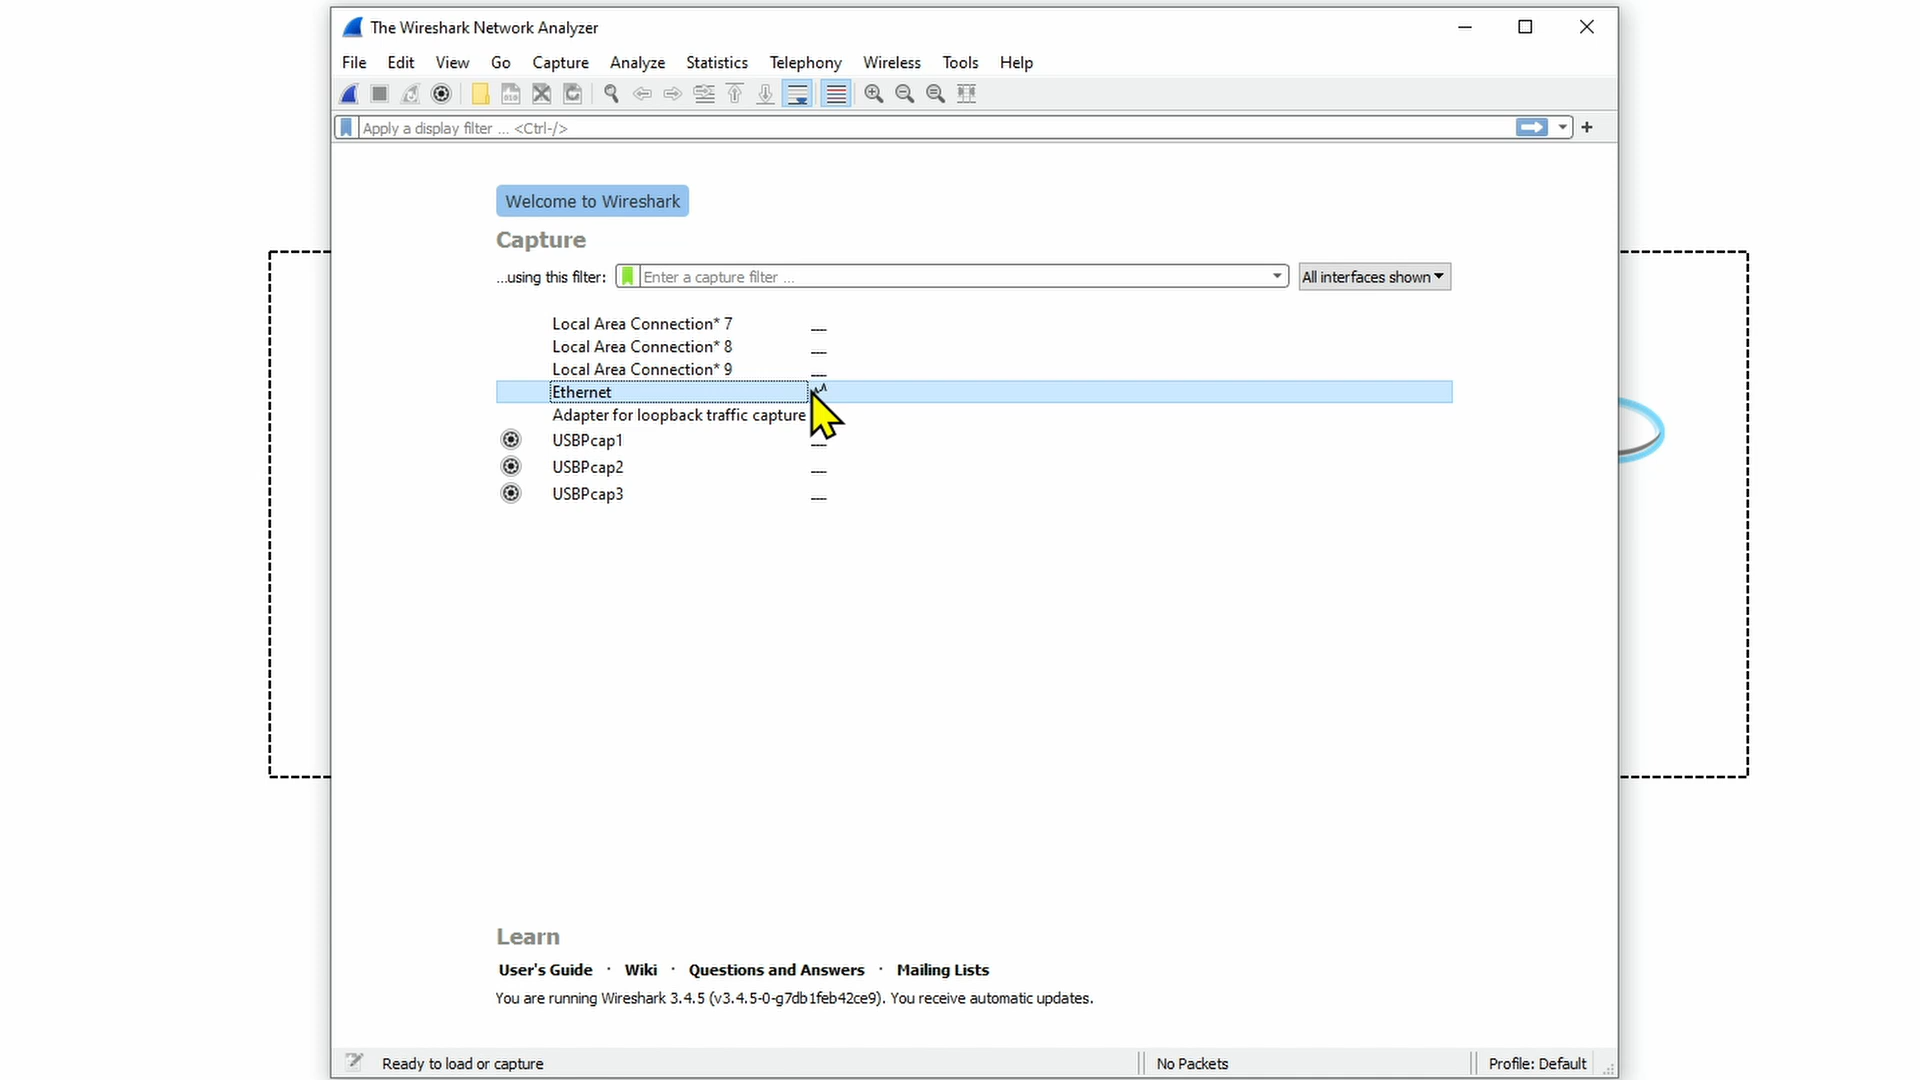 The Wireshark Network Analyzer
File Edit View Go Capture Analyze Statistics Telephony Wireless Tools Help
Apply a display filter ... <Ctrl-/>
Welcome to Wireshark
Capture
...using this filter: Enter a capture filter ... All interfaces shown
Local Area Connection* 7
Local Area Connection* 8
Local Area Connection* 9
Ethernet
Adapter for loopback traffic capture
USBPcap1
USBPcap2
USBPcap3
Learn
User's Guide · Wiki · Questions and Answers · Mailing Lists
You are running Wireshark 3.4.5 (v3.4.5-0-g7db1feb42ce9). You receive automatic updates.
Ready to load or capture No Packets Profile: Default